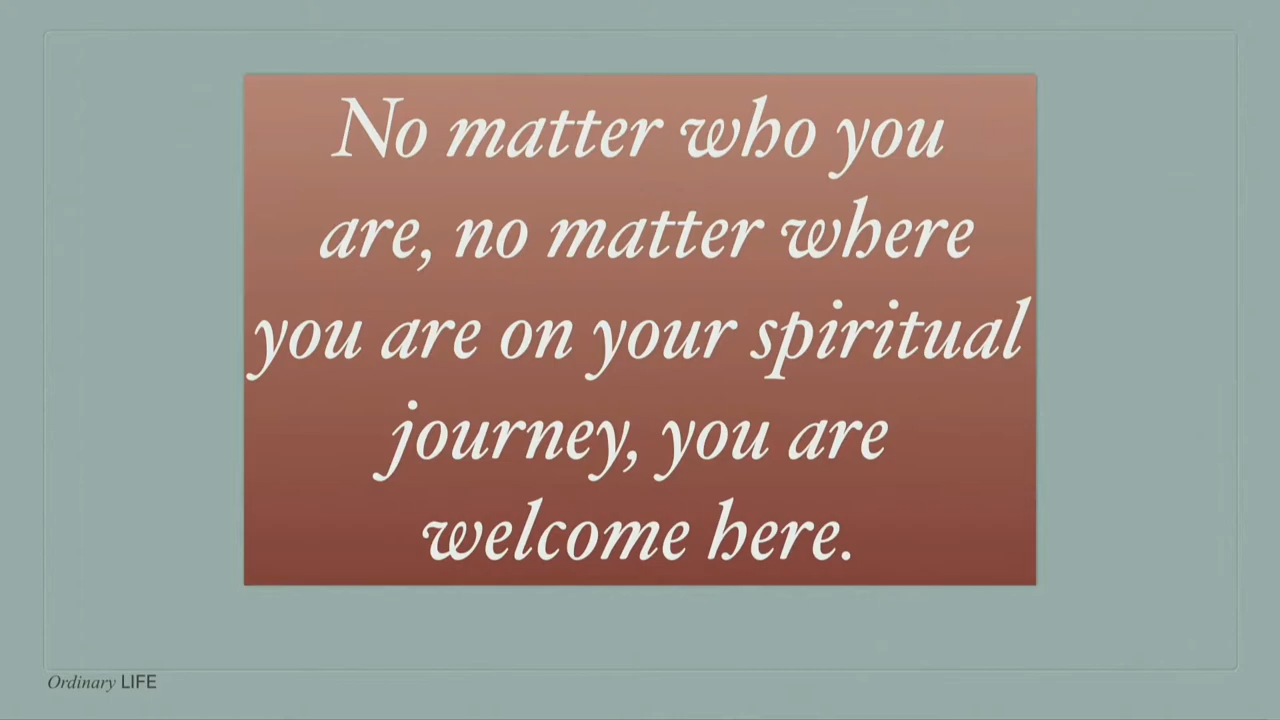 No matter who you
are, no matter where
you are on your spiritual
journey, you are
welcome here.
Ordinary LIFE